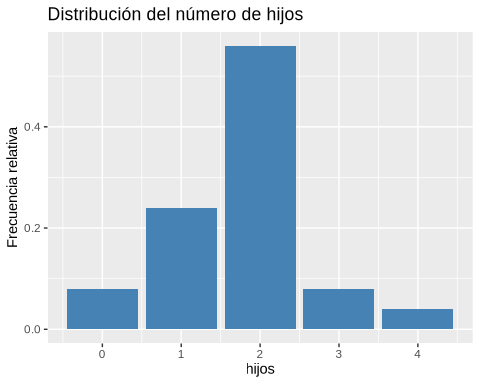 Distribución del número de hijos
Frecuencia relativa
0.4
0.2
0.0
0 1 2 3 4
hijos